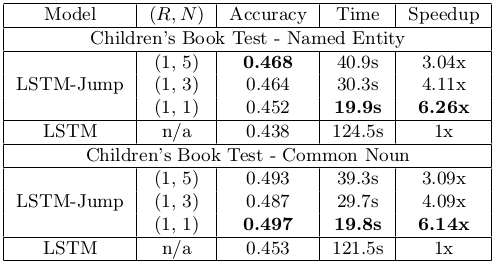 Model (R, N) Accuracy Time Speedup
Children's Book Test - Named Entity
(1, 5) 0.468 40.9s 3.04x
LSTM-Jump (1, 3) 0.464 30.3s 4.11x
(1, 1) 0.452 19.9s 6.26x
LSTM n/a 0.438 124.5s 1x
Children's Book Test - Common Noun
(1, 5) 0.493 39.3s 3.09x
LSTM-Jump (1, 3) 0.487 29.7s 4.09x
(1, 1) 0.497 19.8s 6.14x
LSTM n/a 0.453 121.5s 1x